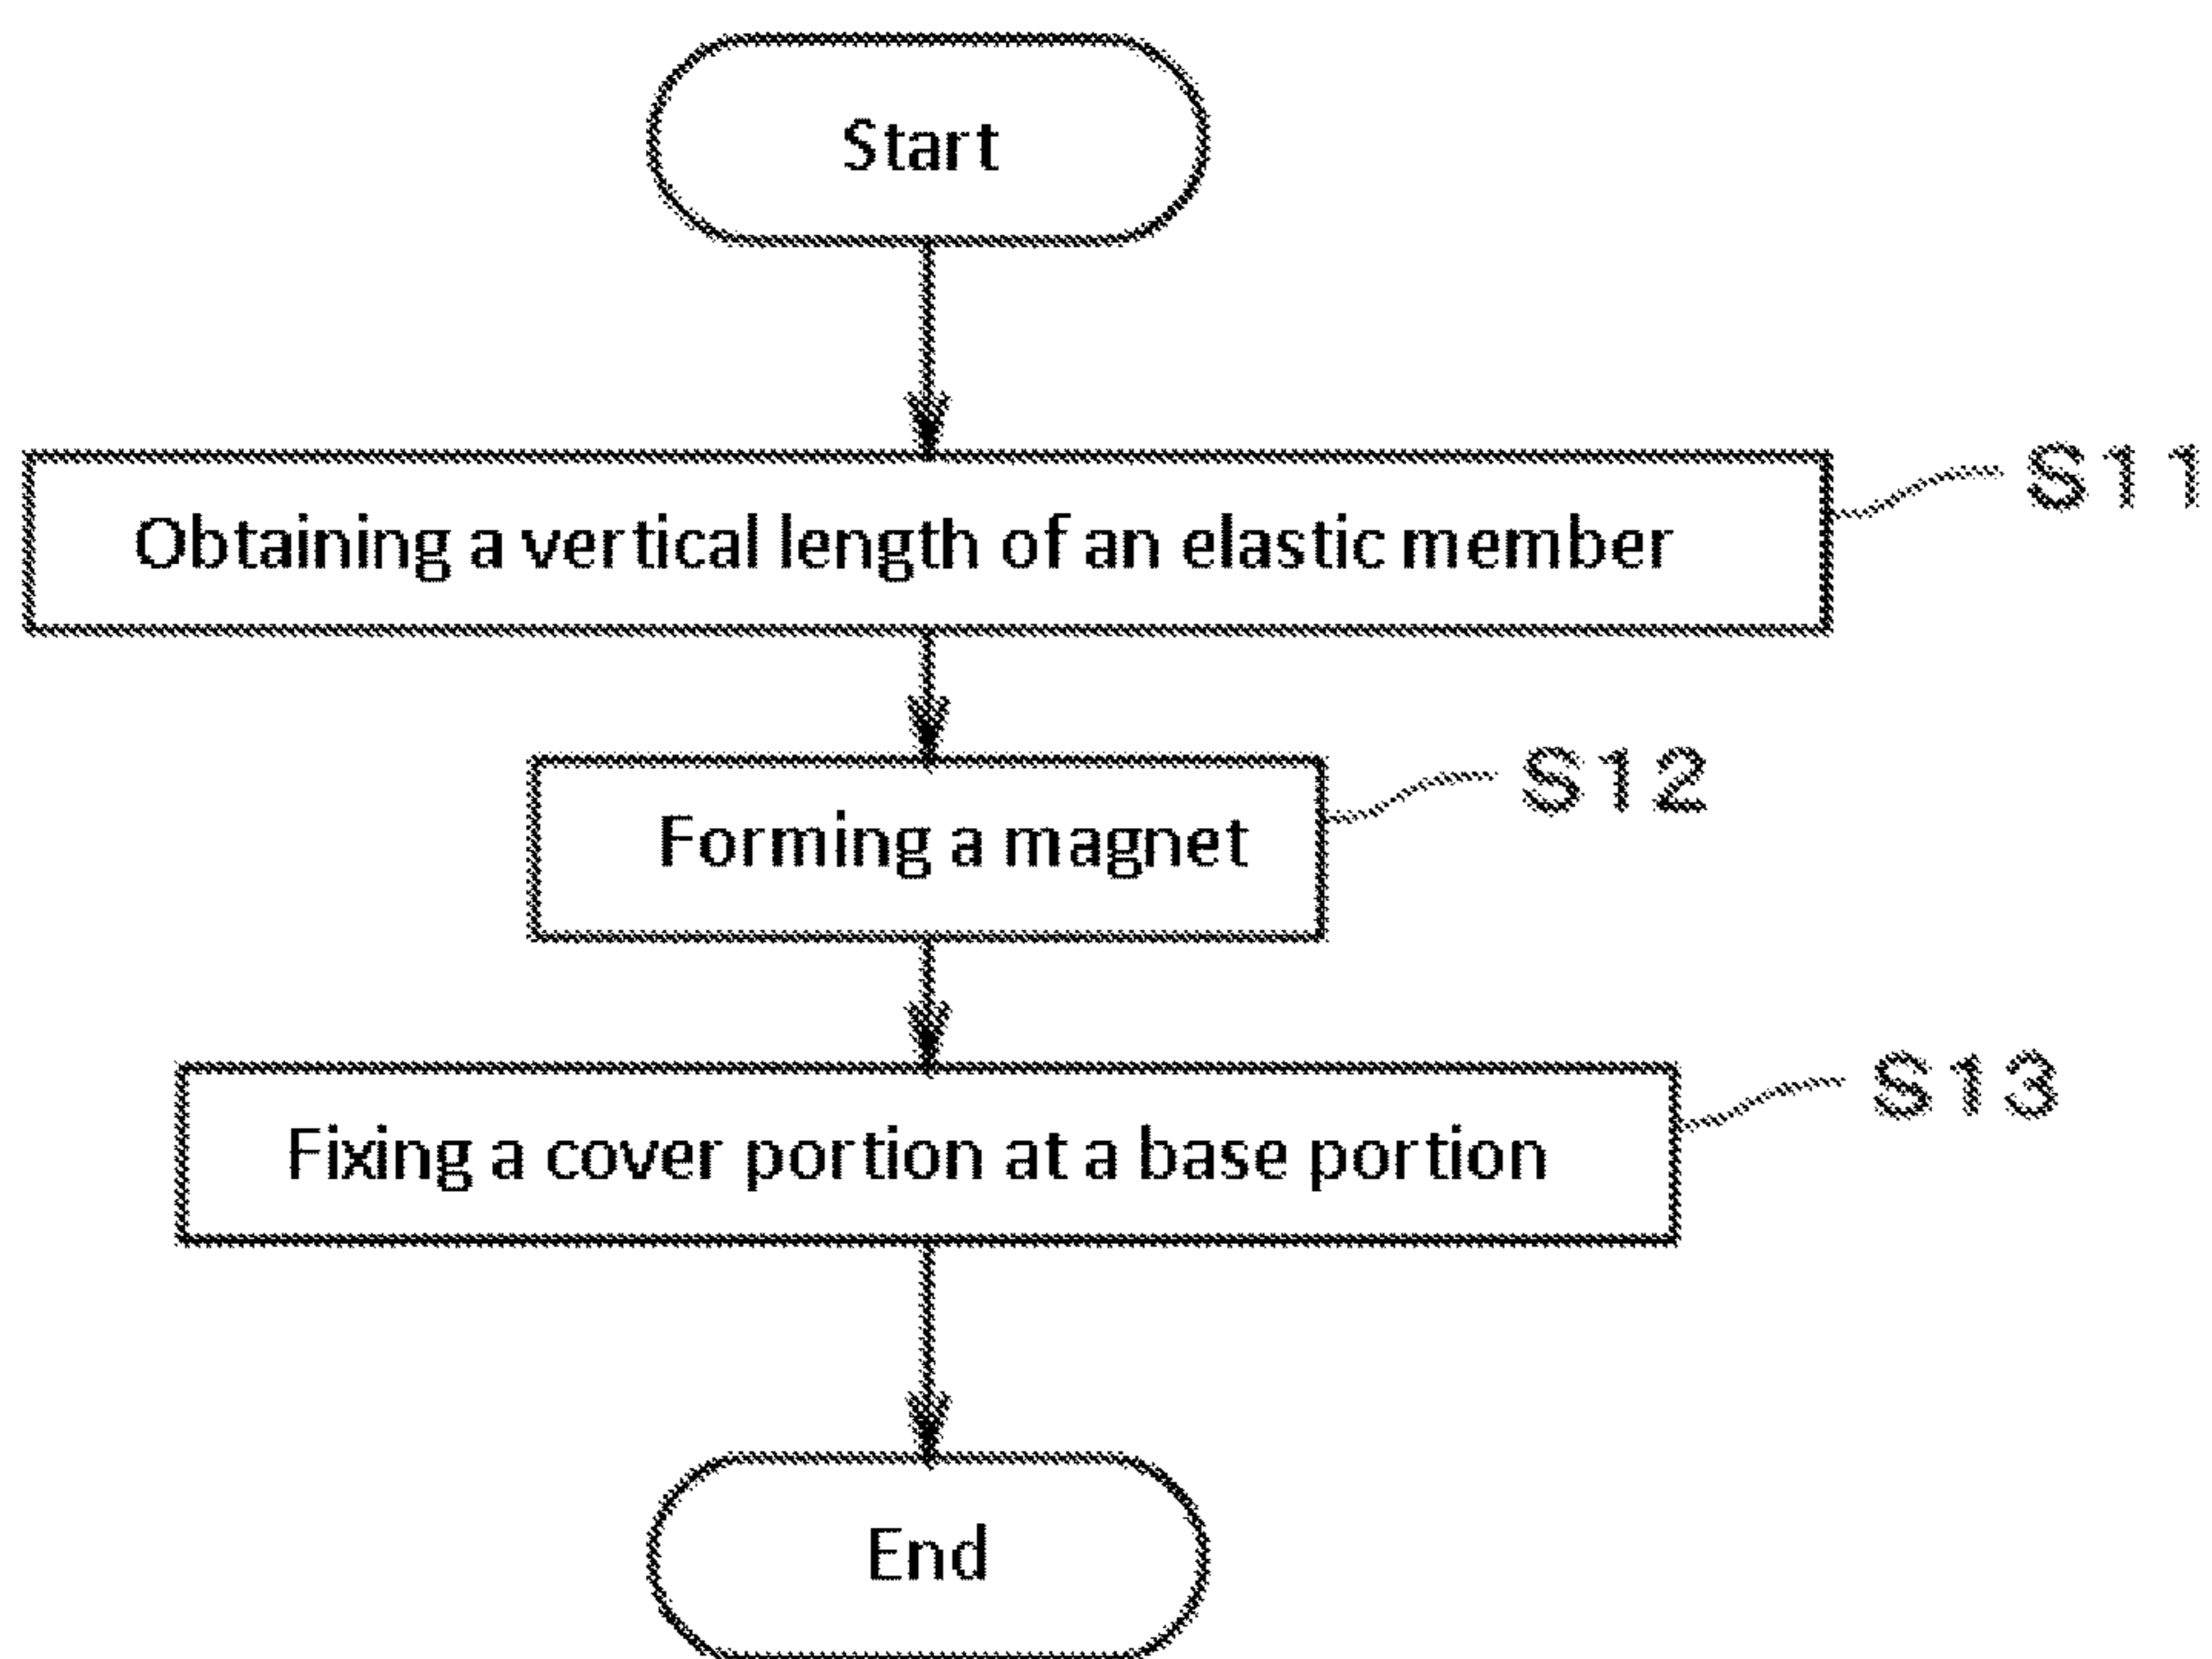 Start
Obtaining a vertical length of an elastic member
S11
Forming a magnet
S12
Fixing a cover portion at a base portion
S13
End